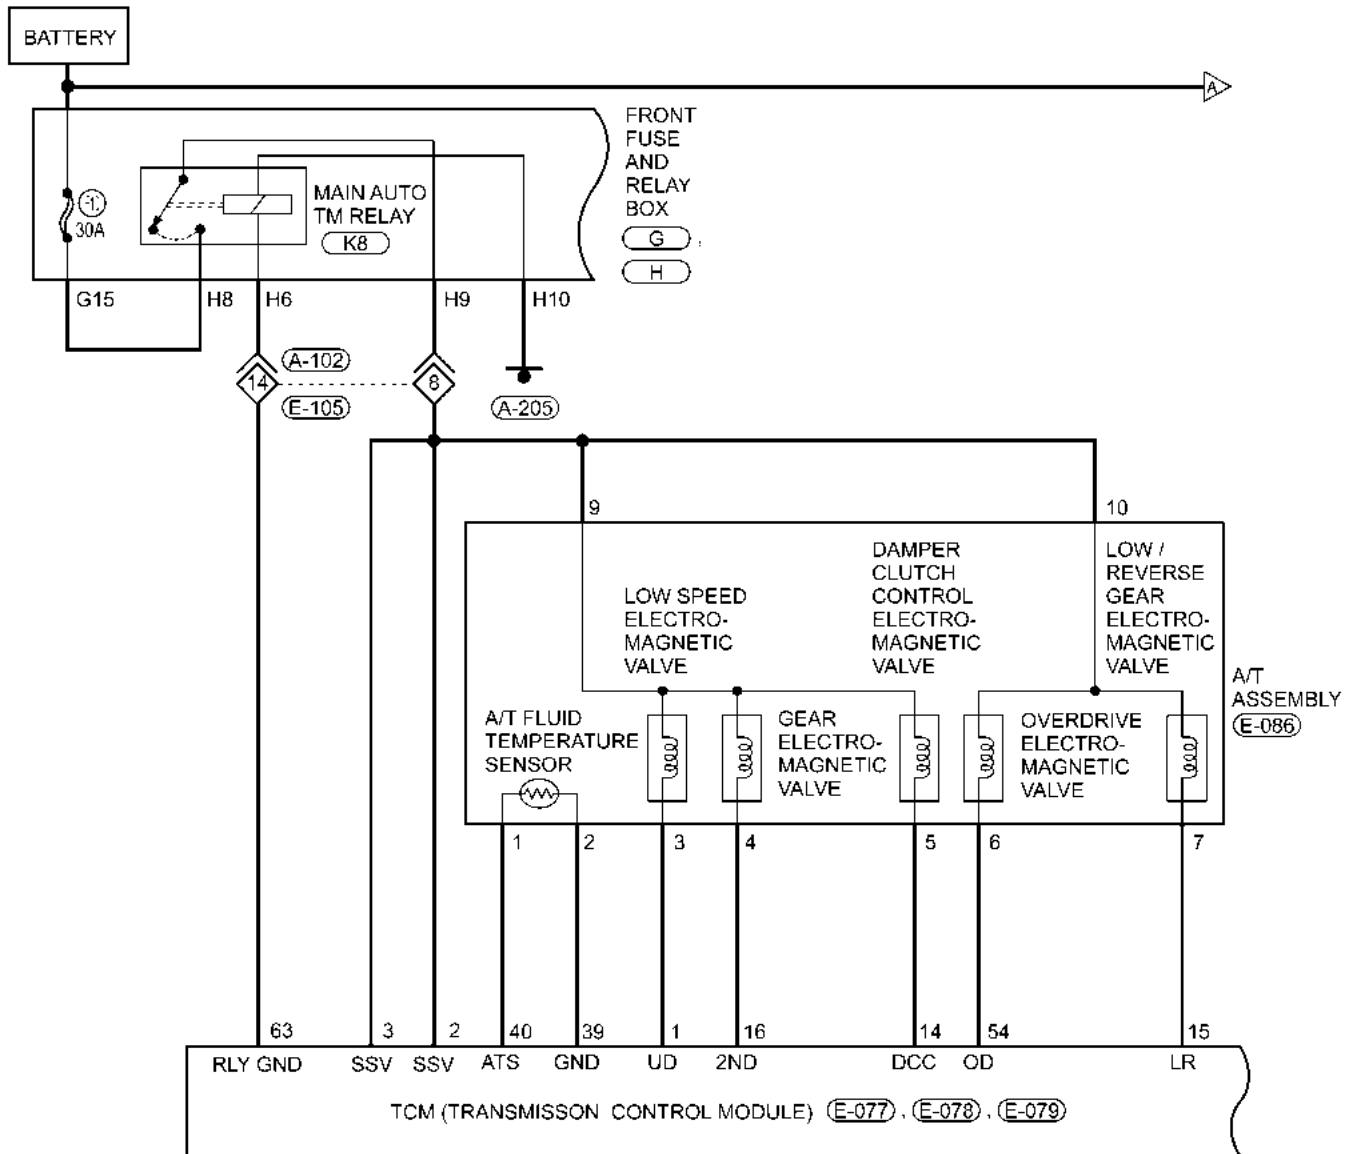 BATTERY
A
FRONT
FUSE
AND
RELAY
BOX
G ,
H
30A
MAIN AUTO
TM RELAY
K8
G15
H8
H6
H9
H10
A-102
14
8
E-105
A-205
9
10
LOW SPEED
ELECTRO-
MAGNETIC
VALVE
DAMPER
CLUTCH
CONTROL
ELECTRO-
MAGNETIC
VALVE
LOW /
REVERSE
GEAR
ELECTRO-
MAGNETIC
VALVE
A/T
ASSEMBLY
E-086
A/T FLUID
TEMPERATURE
SENSOR
GEAR
ELECTRO-
MAGNETIC
VALVE
OVERDRIVE
ELECTRO-
MAGNETIC
VALVE
1
2
3
4
5
6
7
63
3
2
40
39
1
16
14
54
15
RLY GND
SSV
SSV
ATS
GND
UD
2ND
DCC
OD
LR
TCM (TRANSMISSON CONTROL MODULE) E-077 , E-078 , E-079